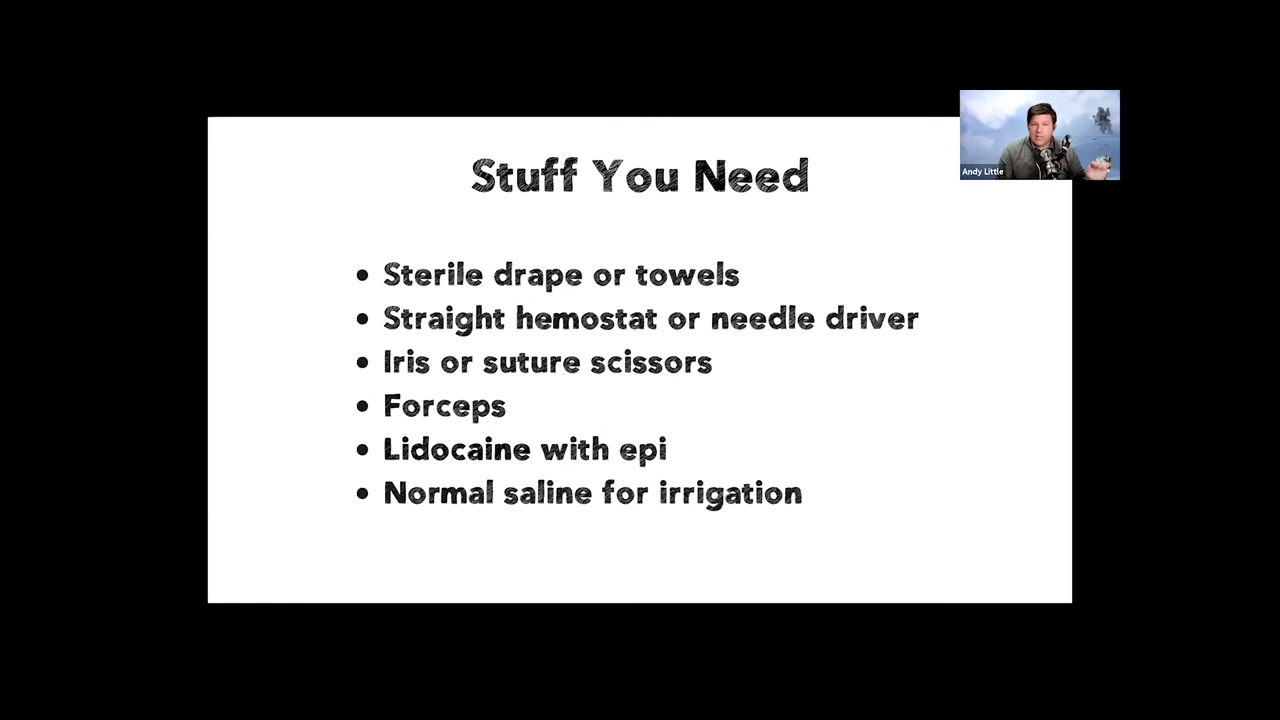 Stuff You Need
Andy Little
• Sterile drape or towels
• Straight hemostat or needle driver
• Iris or suture scissors
• Forceps
• Lidocaine with epi
• Normal saline for irrigation